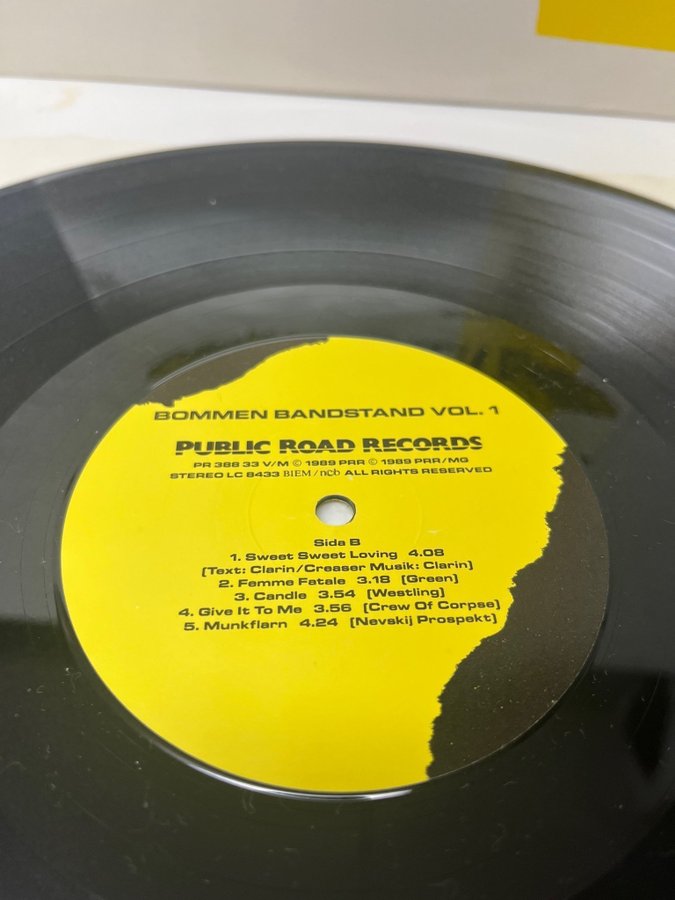 BOMMEN BANDSTAND VOL. 1
PUBLIC ROAD RECORDS
PR 388 33 V/M © 1989 PRR © 1989 PRR/MG
STEREO LC 8433 BIEM/ncb ALL RIGHTS RESERVED
Sida B
1. Sweet Sweet Loving 4.08
(Text: Clarin/Creaser Musik: Clarin)
2. Femme Fatale 3.18 (Green)
3. Candle 3.54 (Westling)
4. Give It To Me 3.56 (Crew Of Corpse)
5. Munkflarn 4.24 (Nevskij Prospekt)